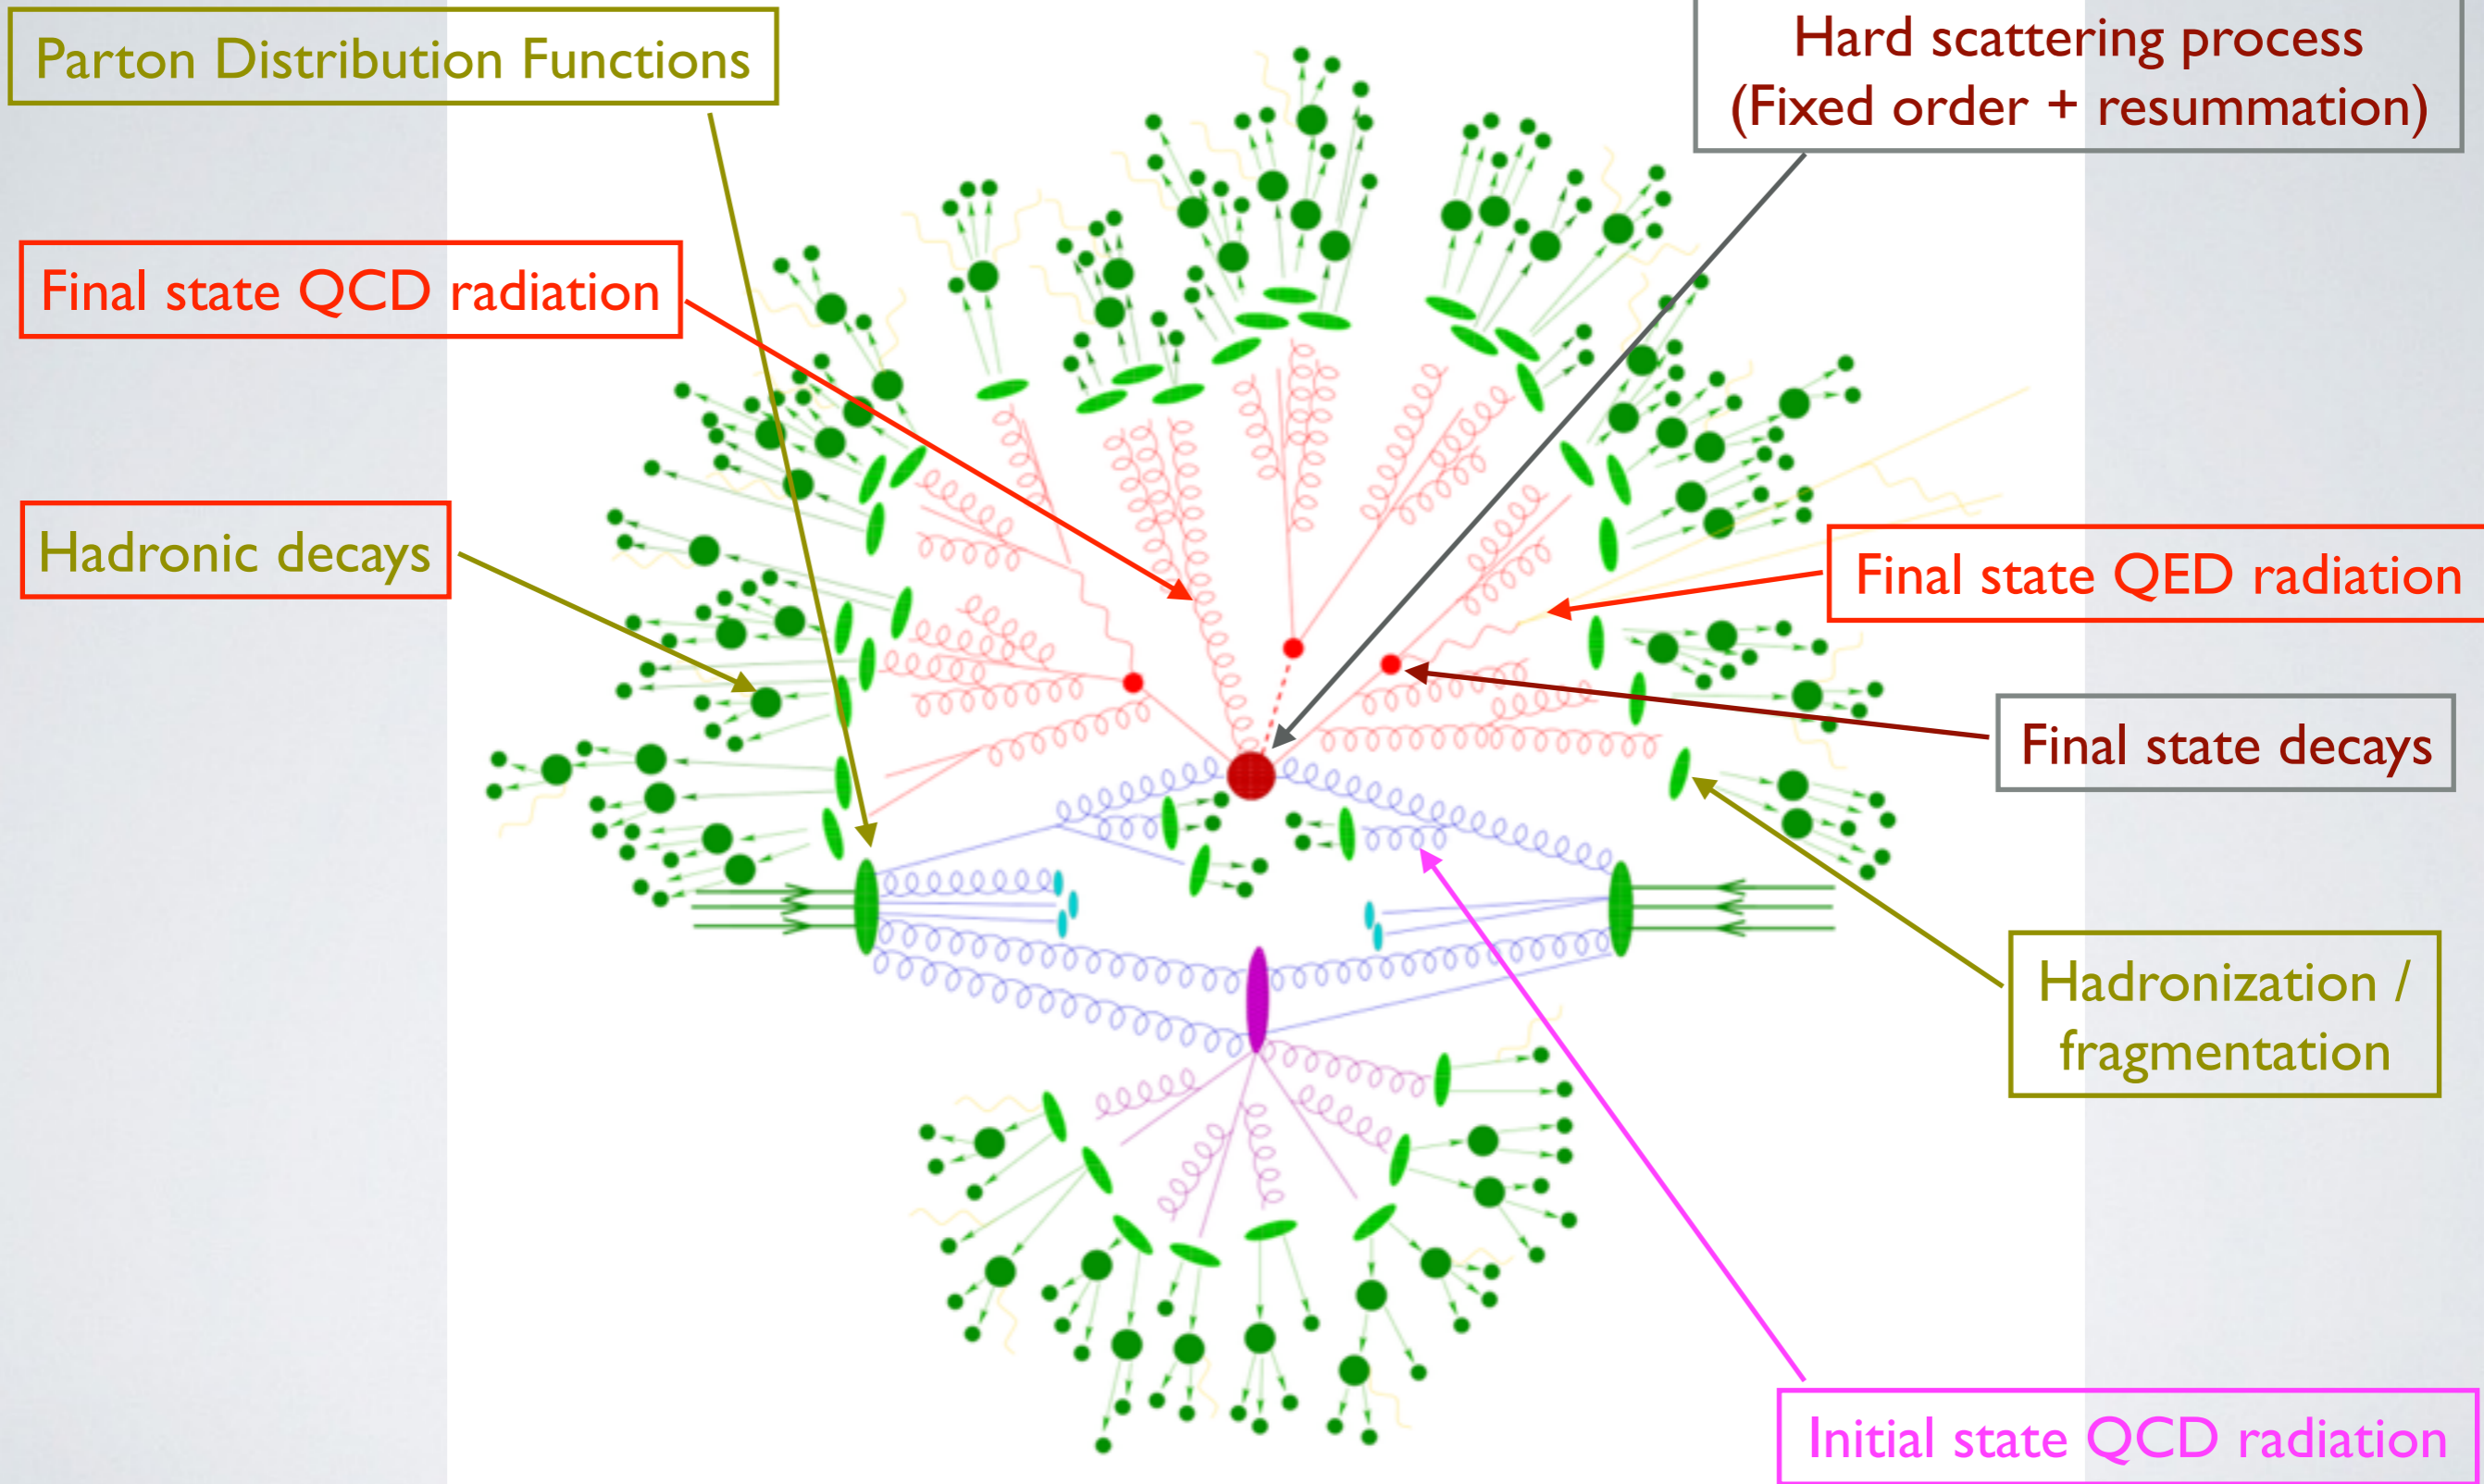 Parton Distribution Functions
Hard scattering process
(Fixed order + resummation)
Final state QCD radiation
Hadronic decays
Final state QED radiation
Final state decays
Hadronization /
fragmentation
Initial state QCD radiation